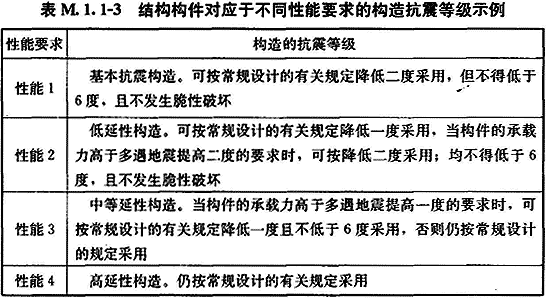 表 M.1.1-3 结构构件对应于不同性能要求的构造抗震等级示例
性能要求
构造的抗震等级
性能 1
基本抗震构造。可按常规设计的有关规定降低二度采用，但不得低于
6 度，且不发生脆性破坏
性能 2
低延性构造。可按常规设计的有关规定降低一度采用，当构件的承载
力高于多遇地震提高二度的要求时，可按降低二度采用；均不得低于 6
度，且不发生脆性破坏
性能 3
中等延性构造。当构件的承载力高于多遇地震提高一度的要求时，可
按常规设计的有关规定降低一度且不低于 6 度采用，否则仍按常规设计
的规定采用
性能 4
高延性构造。仍按常规设计的有关规定采用